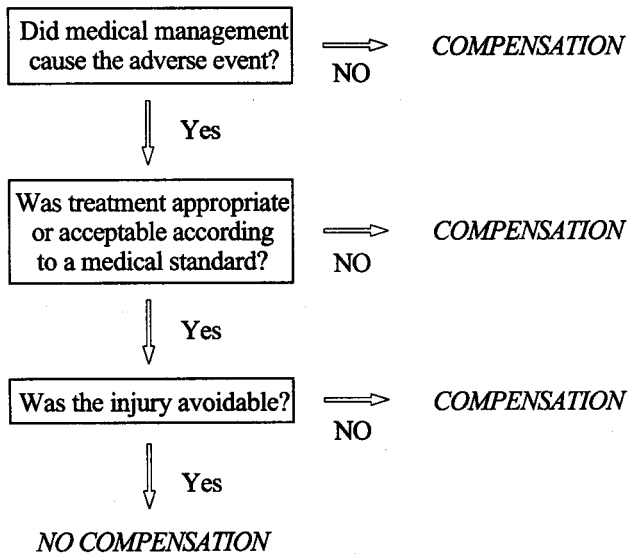 Did medical management
cause the adverse event?
NO
COMPENSATION
Yes
Was treatment appropriate
or acceptable according
to a medical standard?
NO
COMPENSATION
Yes
Was the injury avoidable?
NO
COMPENSATION
Yes
NO COMPENSATION